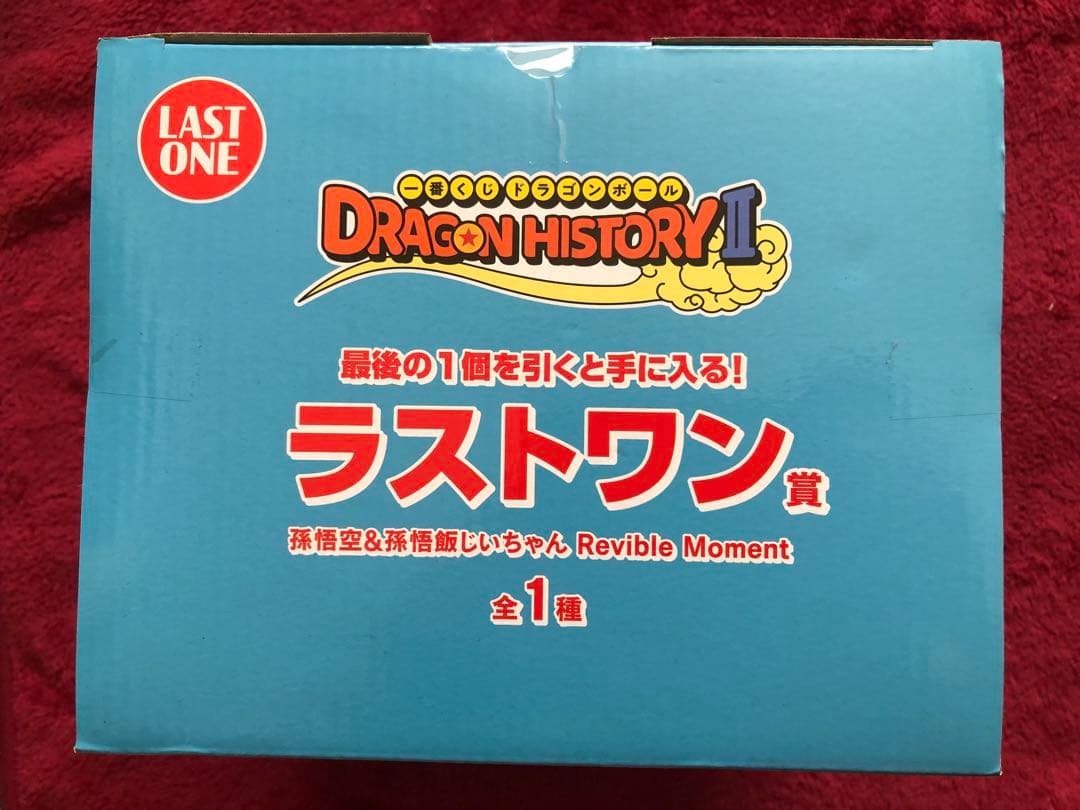 LAST
ONE
一番くじ ドラゴンボール
DRAGON HISTORY II
最後の1個を引くと手に入る!
ラストワン賞
孫悟空&孫悟飯じいちゃん Revible Moment
全1種